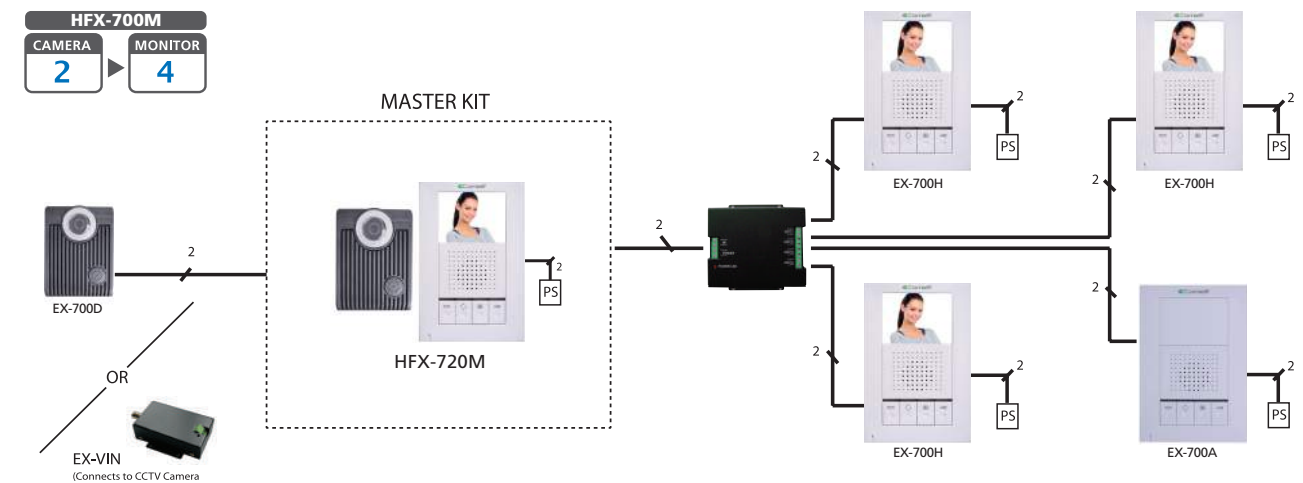 HFX-700M
CAMERA
2
MONITOR
4
MASTER KIT
EX-700D
2
OR
EX-VIN
(Connects to CCTV Camera
HFX-720M
2
PS
2
2
EX-700H
2
PS
2
EX-700H
2
PS
2
EX-700H
2
PS
2
EX-700A
2
PS